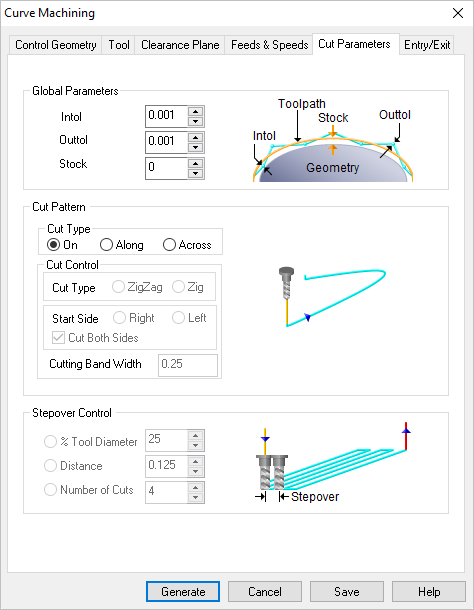 Curve Machining
Control Geometry Tool Clearance Plane Feeds & Speeds Cut Parameters Entry/Exit
Global Parameters
Intol 0.001
Outtol 0.001
Stock 0
Toolpath
Stock
Outtol
Intol
Geometry
Cut Pattern
Cut Type
On Along Across
Cut Control
Cut Type ZigZag Zig
Start Side Right Left
Cut Both Sides
Cutting Band Width 0.25
Stepover Control
% Tool Diameter 25
Distance 0.125
Number of Cuts 4
Stepover
Generate Cancel Save Help